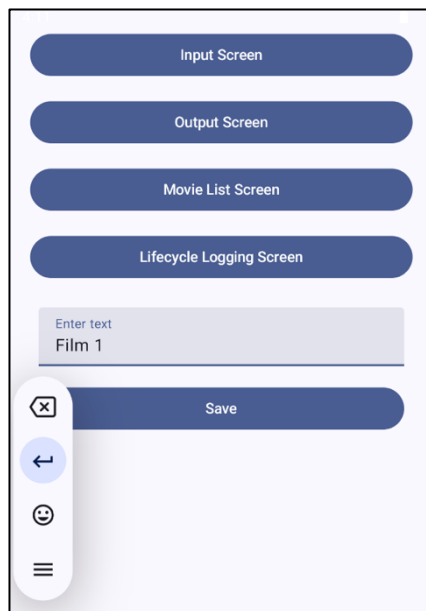 Input Screen
Output Screen
Movie List Screen
Lifecycle Logging Screen
Enter text
Film 1
Save